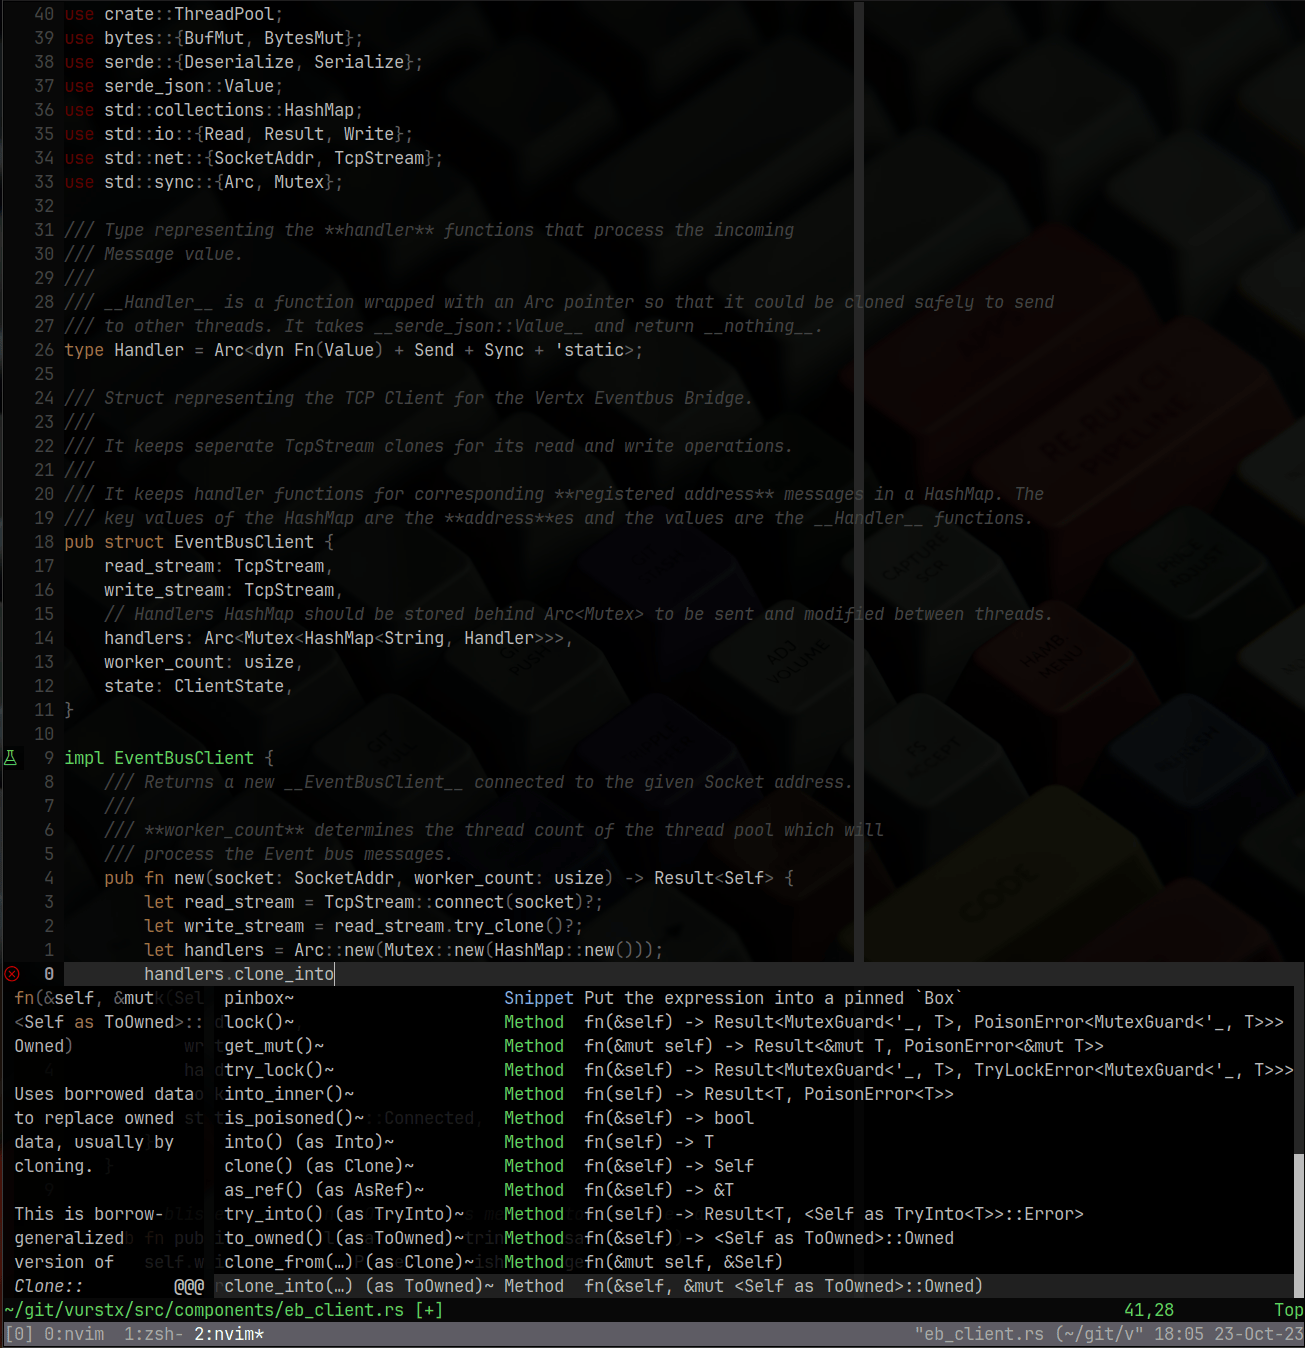 40 use crate::ThreadPool;
39 use bytes::{BufMut, BytesMut};
38 use serde::{Deserialize, Serialize};
37 use serde_json::Value;
36 use std::collections::HashMap;
35 use std::io::{Read, Result, Write};
34 use std::net::{SocketAddr, TcpStream};
33 use std::sync::{Arc, Mutex};
32
31 /// Type representing the **handler** functions that process the incoming
30 /// Message value.
29 ///
28 /// __Handler__ is a function wrapped with an Arc pointer so that it could be cloned safely to send
27 /// to other threads. It takes __serde_json::Value__ and return __nothing__.
26 type Handler = Arc<dyn Fn(Value) + Send + Sync + 'static>;
25
24 /// Struct representing the TCP Client for the Vertx Eventbus Bridge.
23 ///
22 /// It keeps seperate TcpStream clones for its read and write operations.
21 ///
20 /// It keeps handler functions for corresponding **registered address** messages in a HashMap. The
19 /// key values of the HashMap are the **address**es and the values are the __Handler__ functions.
18 pub struct EventBusClient {
17     read_stream: TcpStream,
16     write_stream: TcpStream,
15     // Handlers HashMap should be stored behind Arc<Mutex> to be sent and modified between threads.
14     handlers: Arc<Mutex<HashMap<String, Handler>>>,
13     worker_count: usize,
12     state: ClientState,
11 }
10
9 impl EventBusClient {
8     /// Returns a new __EventBusClient__ connected to the given Socket address.
7     ///
6     /// **worker_count** determines the thread count of the thread pool which will
5     /// process the Event bus messages.
4     pub fn new(socket: SocketAddr, worker_count: usize) -> Result<Self> {
3         let read_stream = TcpStream::connect(socket)?;
2         let write_stream = read_stream.try_clone()?;
1         let handlers = Arc::new(Mutex::new(HashMap::new()));
0         handlers.clone_into
fn(&self, &mut pinbox~ Snippet Put the expression into a pinned `Box`
<Self as ToOwned>:: lock()~ Method fn(&self) -> Result<MutexGuard<'_, T>, PoisonError<MutexGuard<'_, T>>>
Owned) get_mut()~ Method fn(&mut self) -> Result<&mut T, PoisonError<&mut T>>
try_lock()~ Method fn(&self) -> Result<MutexGuard<'_, T>, TryLockError<MutexGuard<'_, T>>>
Uses borrowed data into_inner()~ Method fn(self) -> Result<T, PoisonError<T>>
to replace owned is_poisoned()~ Method fn(&self) -> bool
data, usually by into() (as Into)~ Method fn(self) -> T
cloning. clone() (as Clone)~ Method fn(&self) -> Self
as_ref() (as AsRef)~ Method fn(&self) -> &T
This is borrow- try_into() (as TryInto)~ Method fn(self) -> Result<T, <Self as TryInto<T>>::Error>
generalized to_owned() (as ToOwned)~ Method fn(&self) -> <Self as ToOwned>::Owned
version of clone_from(…) (as Clone)~ Method fn(&mut self, &Self)
Clone:: @@@ clone_into(…) (as ToOwned)~ Method fn(&self, &mut <Self as ToOwned>::Owned)
~/git/vurstx/src/components/eb_client.rs [+] 41,28 Top
[0] 0:nvim 1:zsh- 2:nvim* "eb_client.rs (~/git/v" 18:05 23-Oct-23